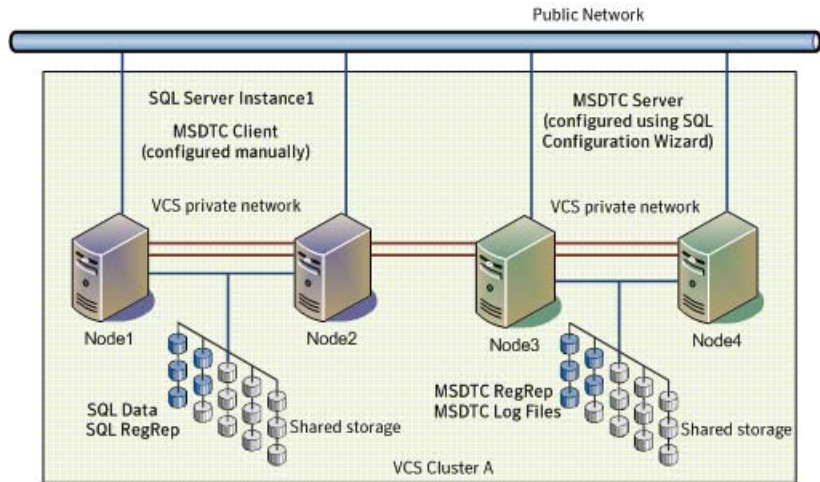 Public Network
SQL Server Instance1
MSDTC Client
(configured manually)
MSDTC Server
(configured using SQL
Configuration Wizard)
VCS private network
VCS private network
Node1
Node2
Node3
Node4
SQL Data
SQL RegRep
Shared storage
MSDTC RegRep
MSDTC Log Files
Shared storage
VCS Cluster A